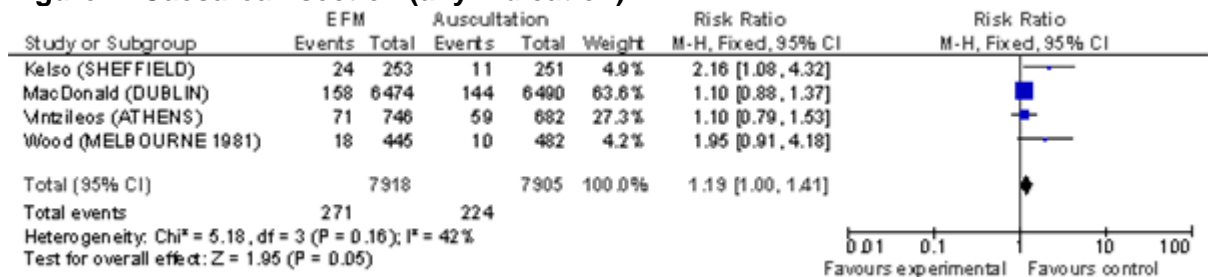 EFM Auscultation Risk Ratio Risk Ratio
Study or Subgroup Events Total Events Total Weight M-H, Fixed, 95% CI M-H, Fixed, 95% CI
Kelso (SHEFFIELD) 24 253 11 251 4.9% 2.16 [1.08, 4.32]
MacDonald (DUBLIN) 158 6474 144 6490 63.6% 1.10 [0.88, 1.37]
Vintzileos (ATHENS) 71 746 59 682 27.3% 1.10 [0.79, 1.53]
Wood (MELBOURNE 1981) 18 445 10 482 4.2% 1.95 [0.91, 4.18]
Total (95% CI) 7918 7905 100.0% 1.19 [1.00, 1.41]
Total events 271 224
Heterogeneity: Chi² = 5.18, df = 3 (P = 0.16); I² = 42%
Test for overall effect: Z = 1.95 (P = 0.05)
0.01 0.1 1 10 100
Favours experimental Favours control